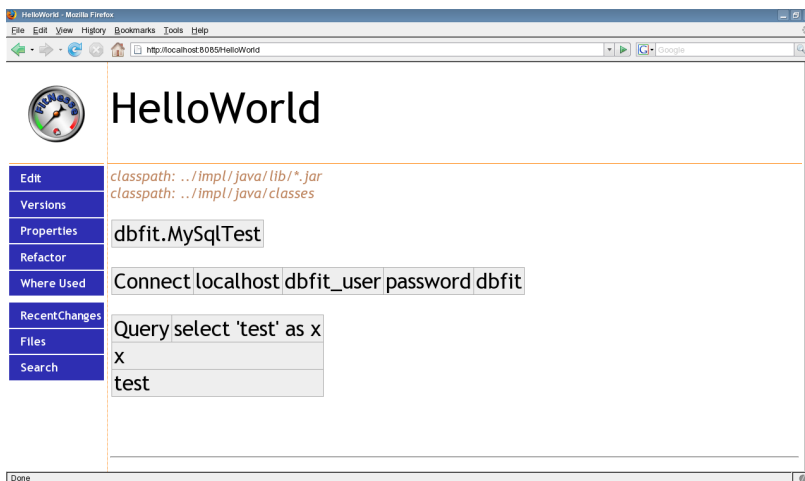 HelloWorld - Mozilla Firefox
File Edit View History Bookmarks Tools Help
http://localhost:8085/HelloWorld
G Google
FitNesse
HelloWorld
Edit
Versions
Properties
Refactor
Where Used
RecentChanges
Files
Search
classpath: ../impl/java/lib/*.jar
classpath: ../impl/java/classes
dbfit.MySqlTest
Connect localhost dbfit_user password dbfit
Query select 'test' as x
x
test
Done